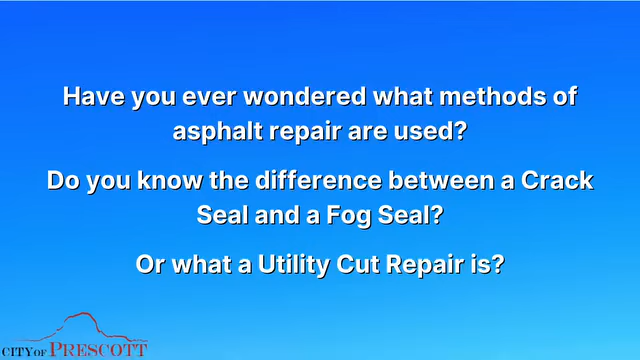 Have you ever wondered what methods of
asphalt repair are used?
Do you know the difference between a Crack
Seal and a Fog Seal?
Or what a Utility Cut Repair is?
CITY OF PRESCOTT